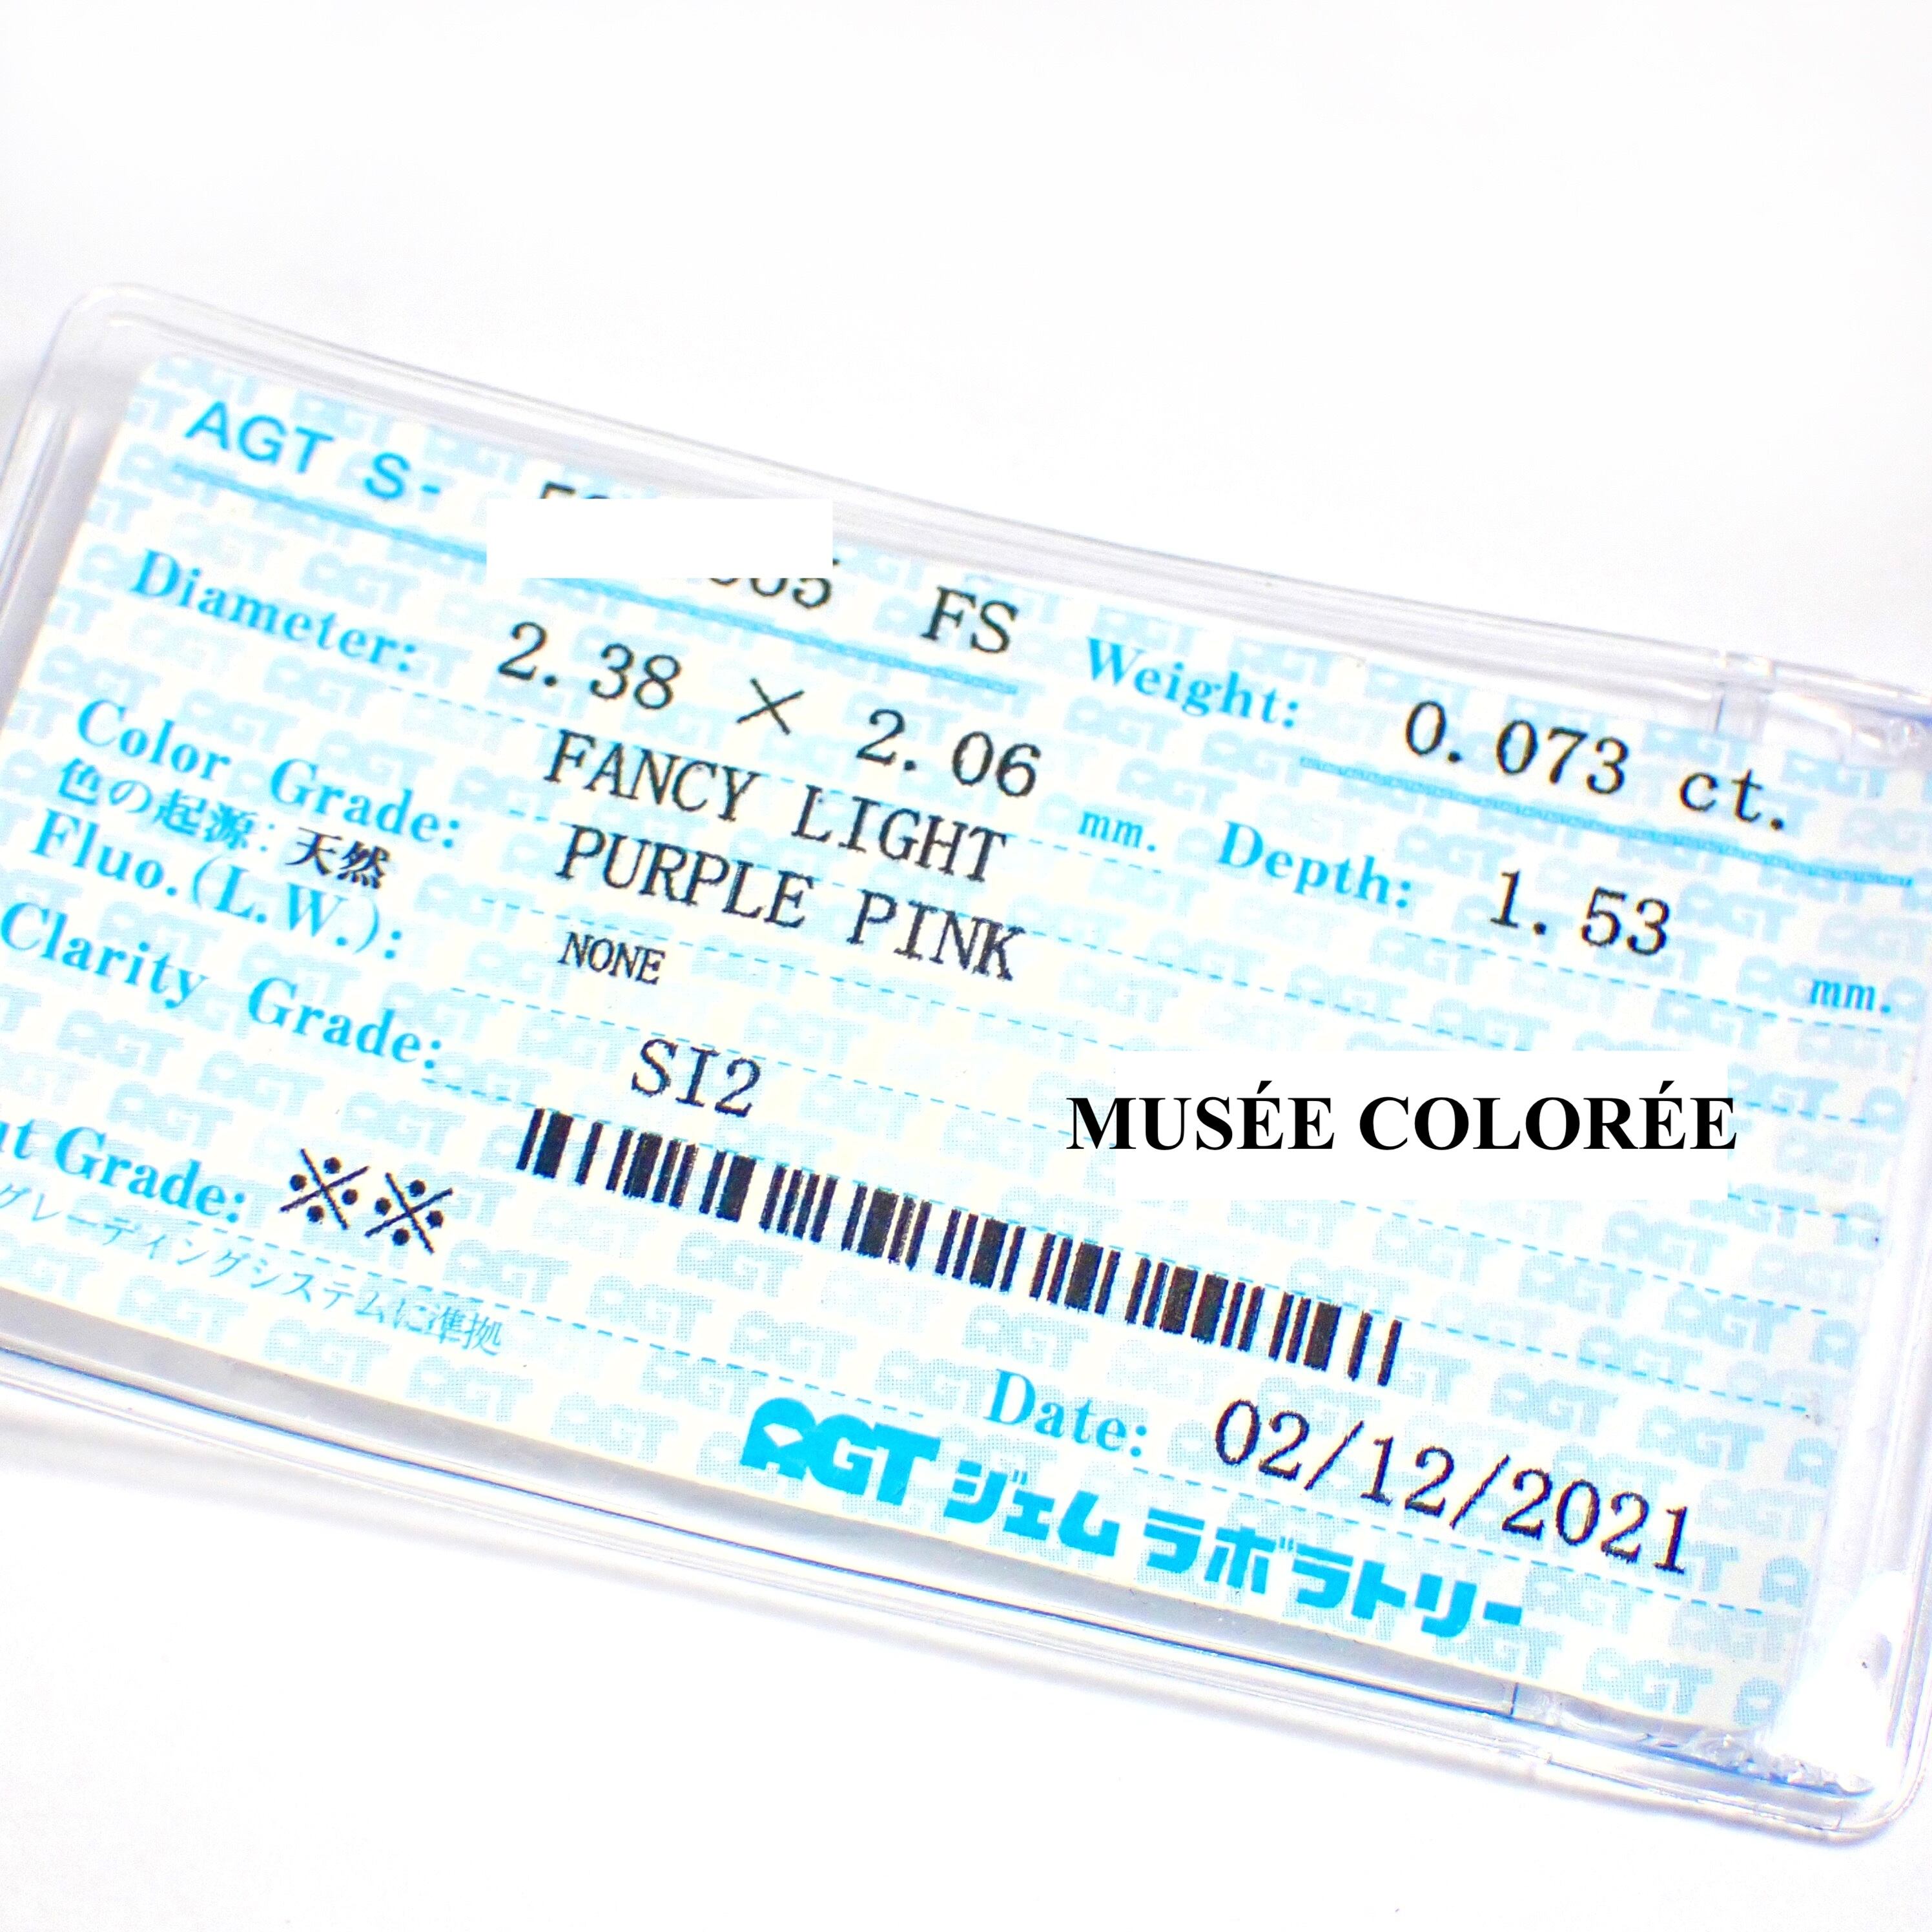 AGT S- FS
Weight: 0.073 ct.
Diameter: 2.38 × 2.06 mm. Depth: 1.53 mm.
Color Grade: FANCY LIGHT
色の起源: 天然 PURPLE PINK
Fluo.(L.W.): NONE
Clarity Grade: SI2
MUSÉE COLORÉE
Grade: ※※
グレーディングシステムに準拠
Date: 02/12/2021
AGT ジェム ラボラトリー